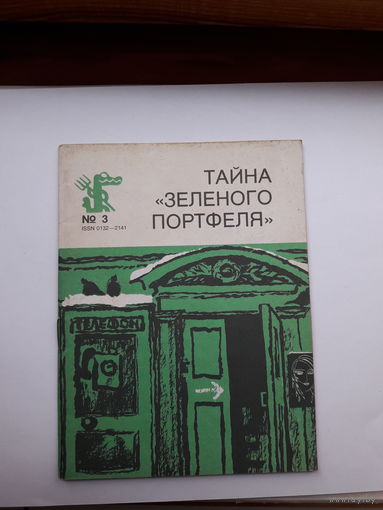 ТАЙНА
«ЗЕЛЕНОГО
ПОРТФЕЛЯ»
№ 3
ISSN 0132—2141
ТЕЛЕФОН